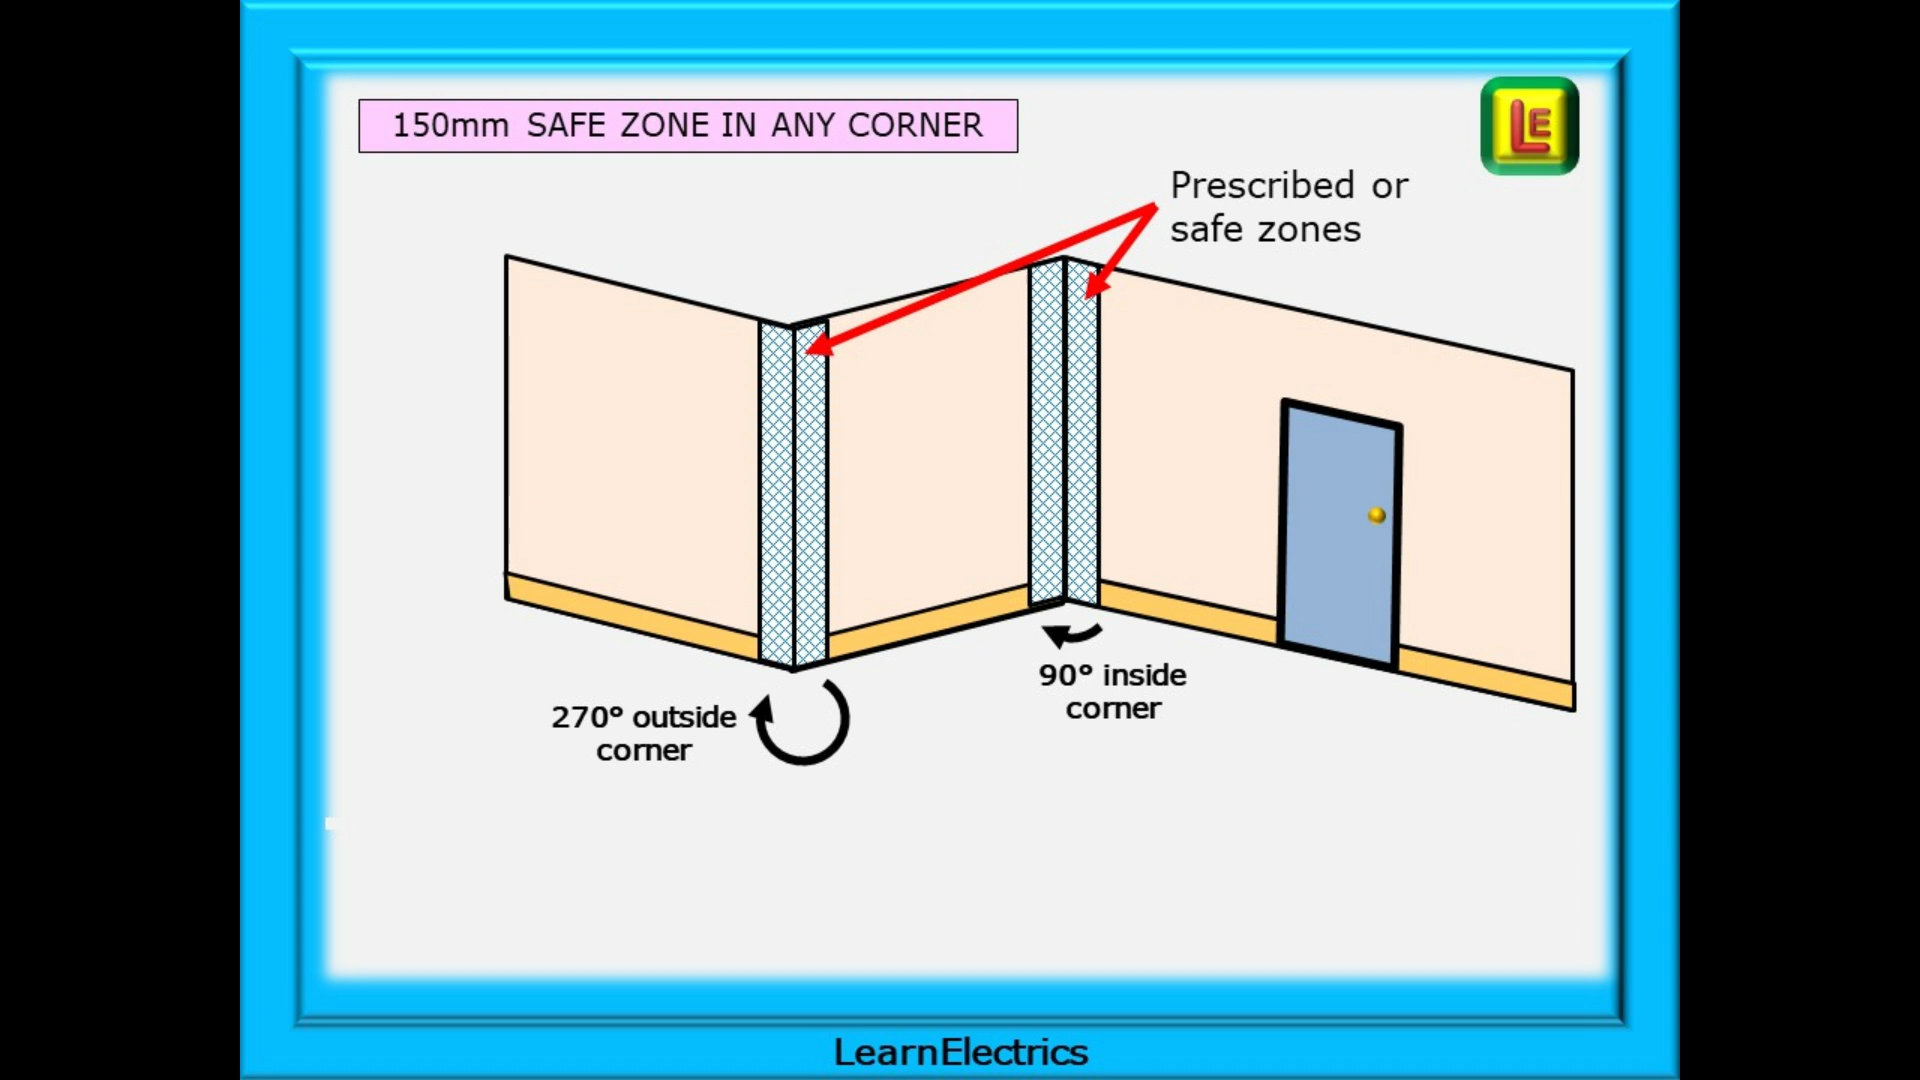 150mm SAFE ZONE IN ANY CORNER
LE
Prescribed or
safe zones
90° inside
corner
270° outside
corner
LearnElectrics